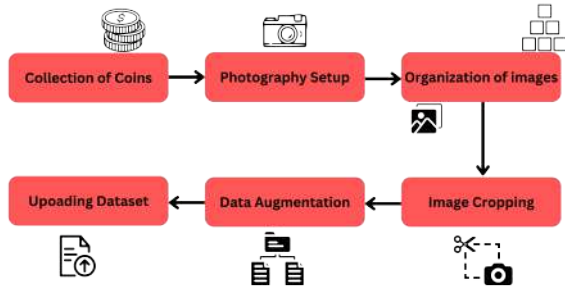 Collection of Coins
Photography Setup
Organization of images
Image Cropping
Data Augmentation
Upoading Dataset